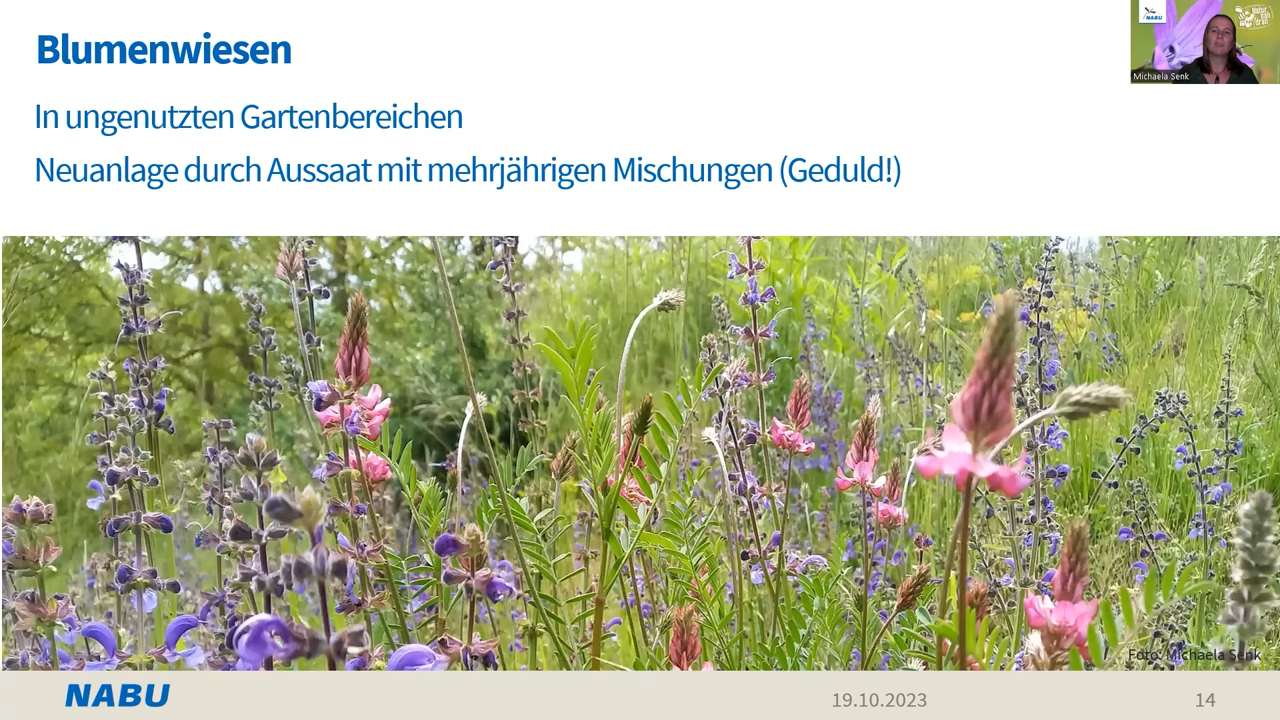 Blumenwiesen
In ungenutzten Gartenbereichen
Neuanlage durch Aussaat mit mehrjährigen Mischungen (Geduld!)
NABU
Michaela Senk
Foto: Michaela Senk
NABU
19.10.2023
14